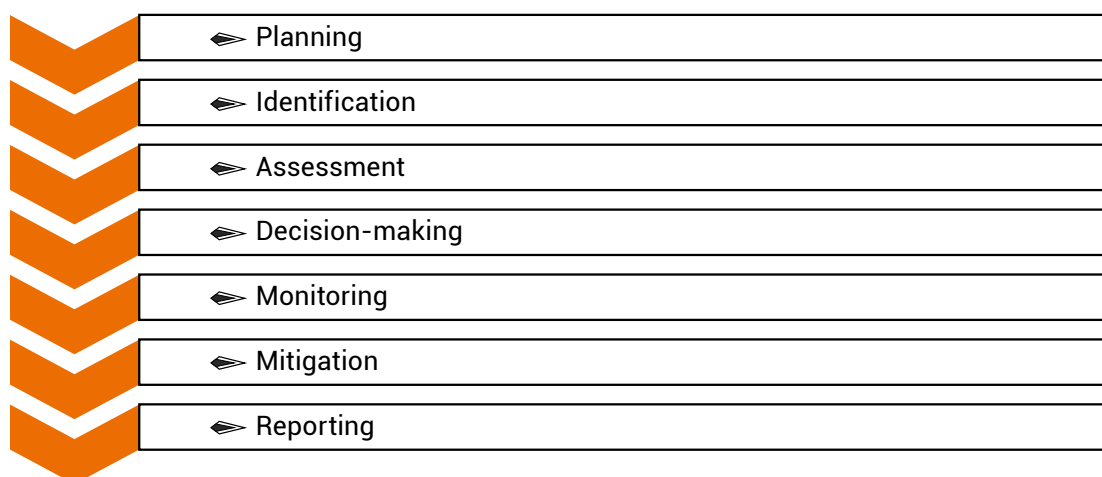 Planning
Identification
Assessment
Decision-making
Monitoring
Mitigation
Reporting